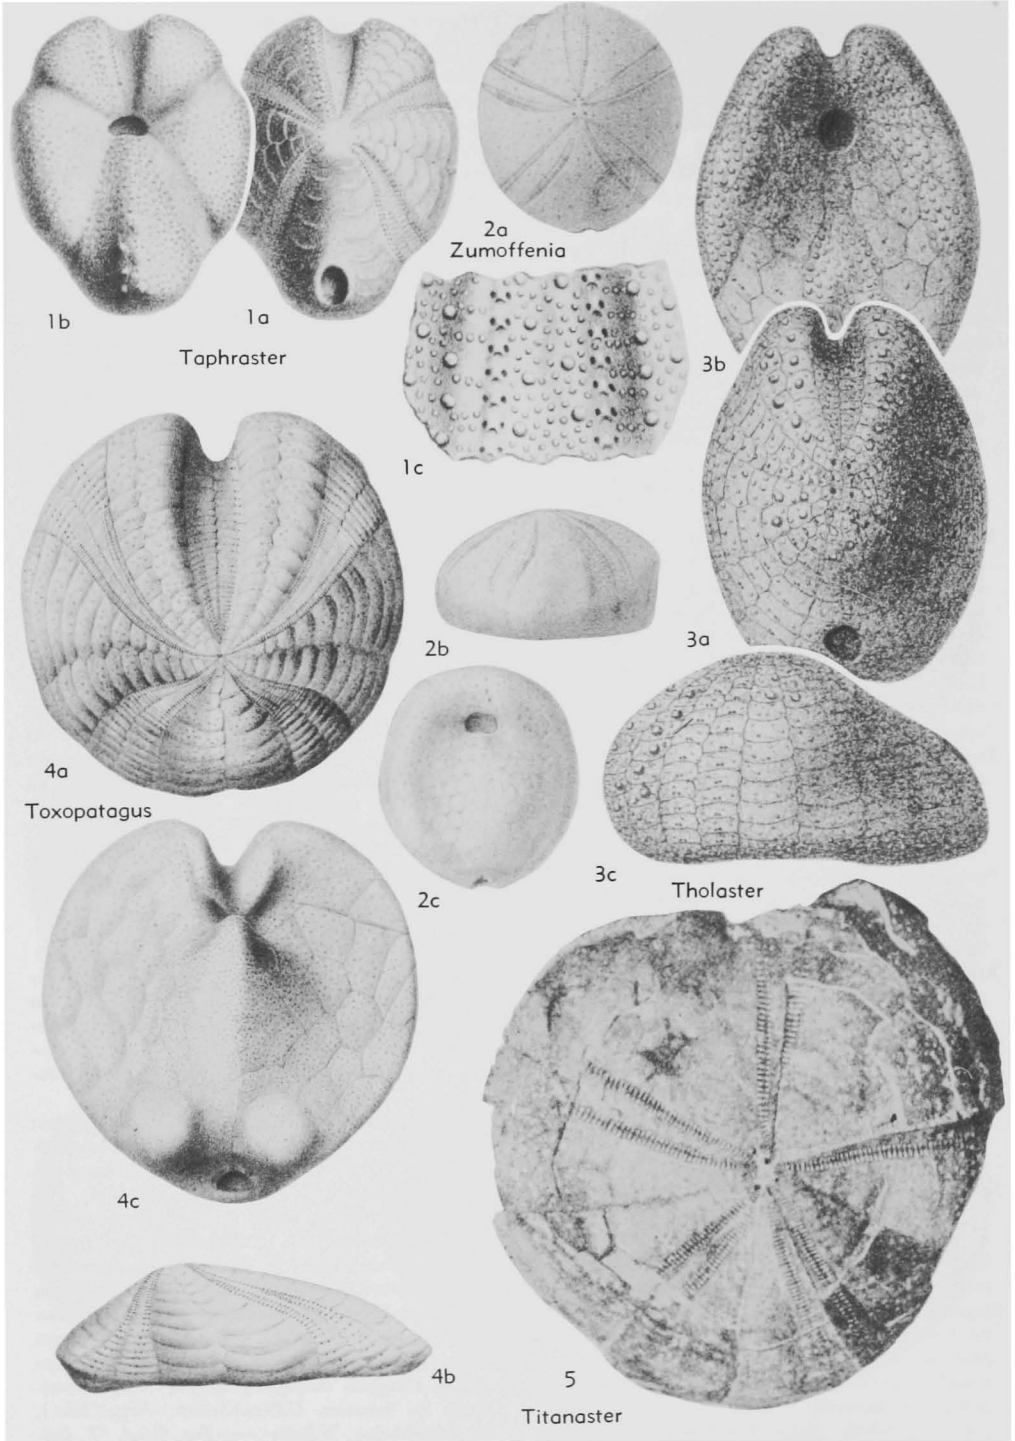 1b
1a
Taphraster
2a
Zumoffenia
3b
1c
2b
3a
4a
Toxopatagus
2c
3c
Tholaster
4c
4b
5
Titanaster